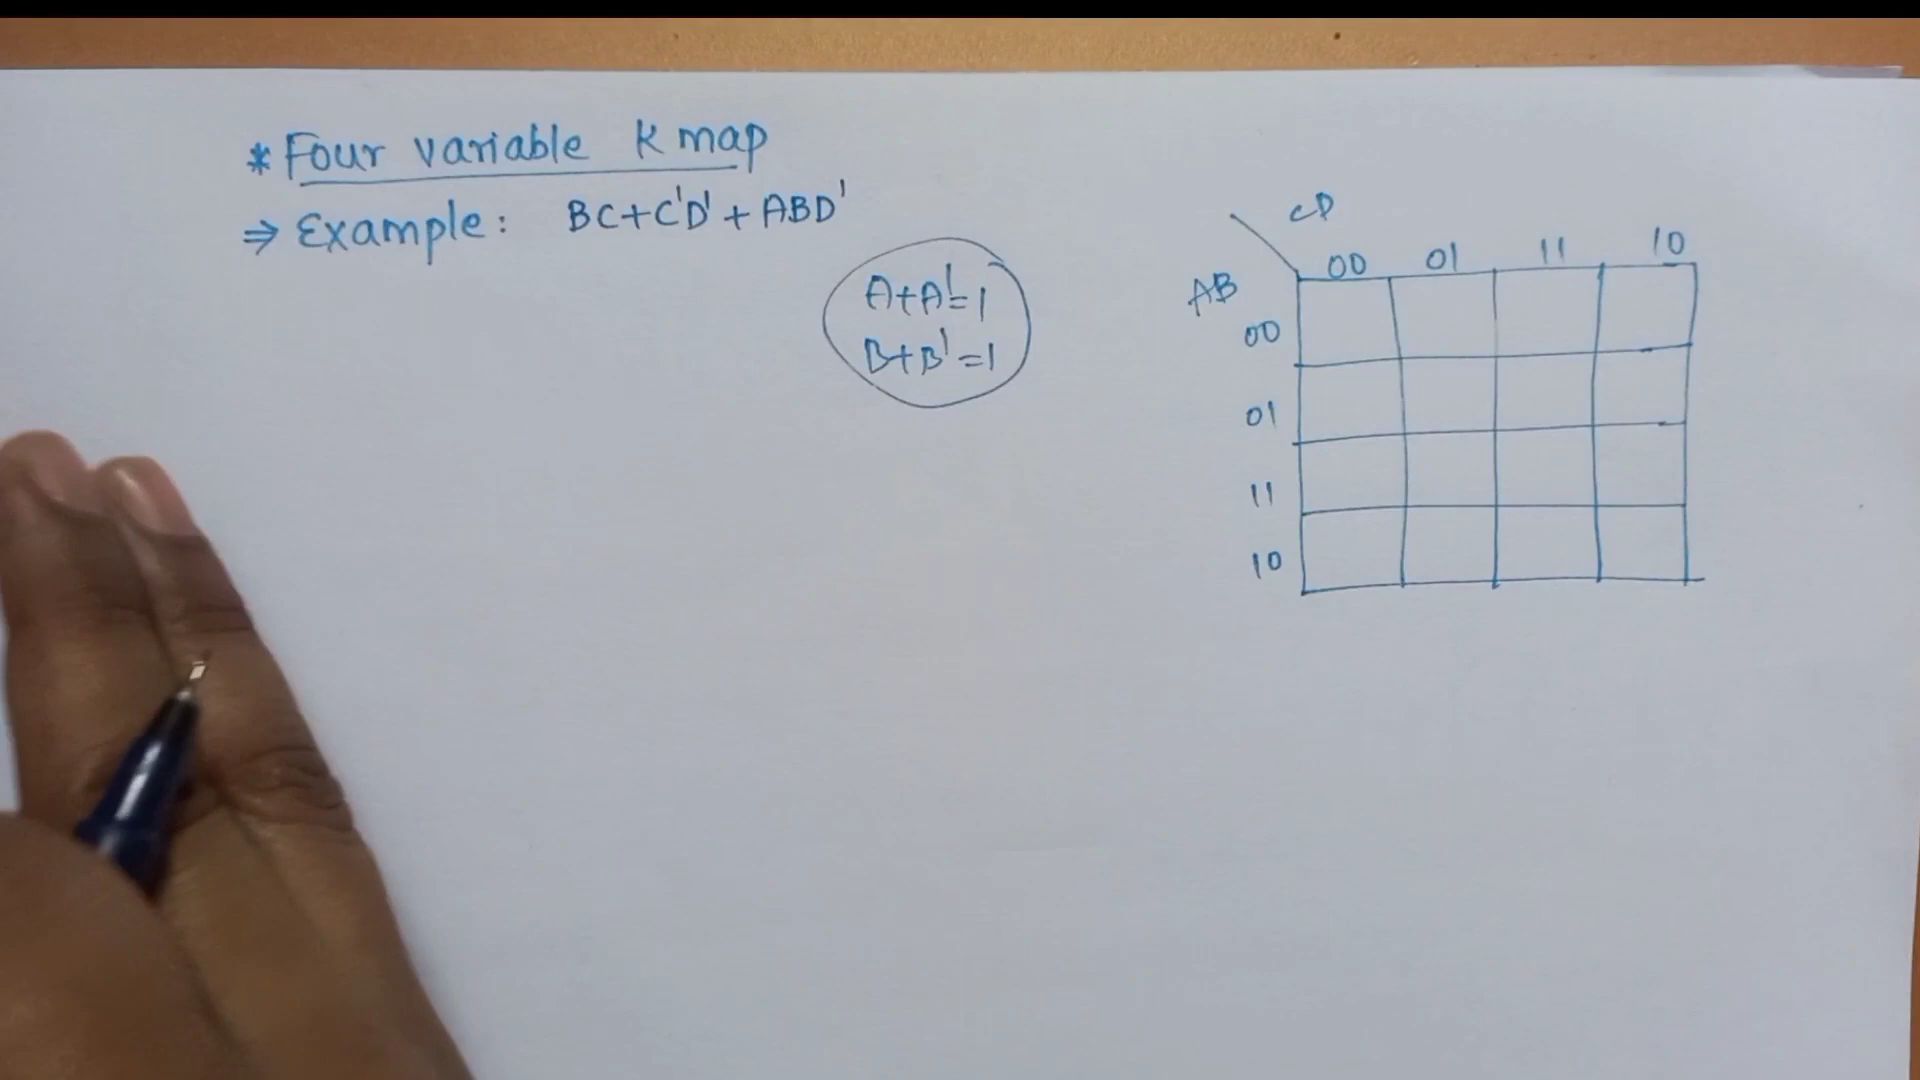 * Four variable K map
⇒ Example: BC+C'D'+ABD'
A+A'=1
B+B'=1
CD
AB
00 01 11 10
00
01
11
10